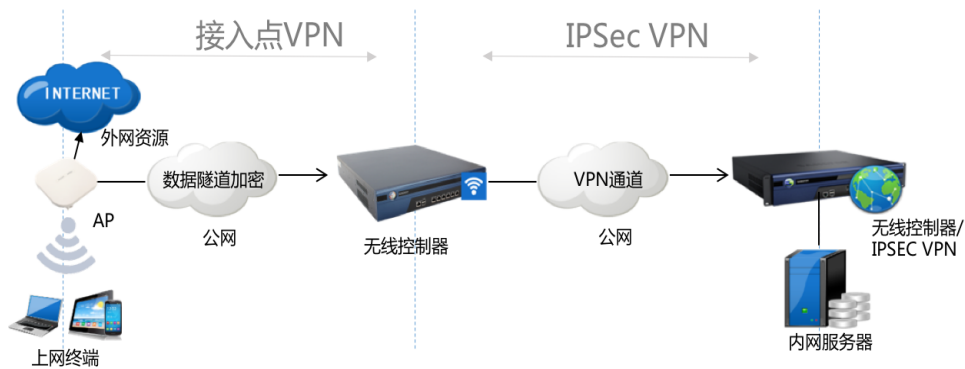 接入点VPN
IPSec VPN
INTERNET
外网资源
数据隧道加密
VPN通道
AP
公网
无线控制器
公网
无线控制器/
IPSEC VPN
内网服务器
上网终端